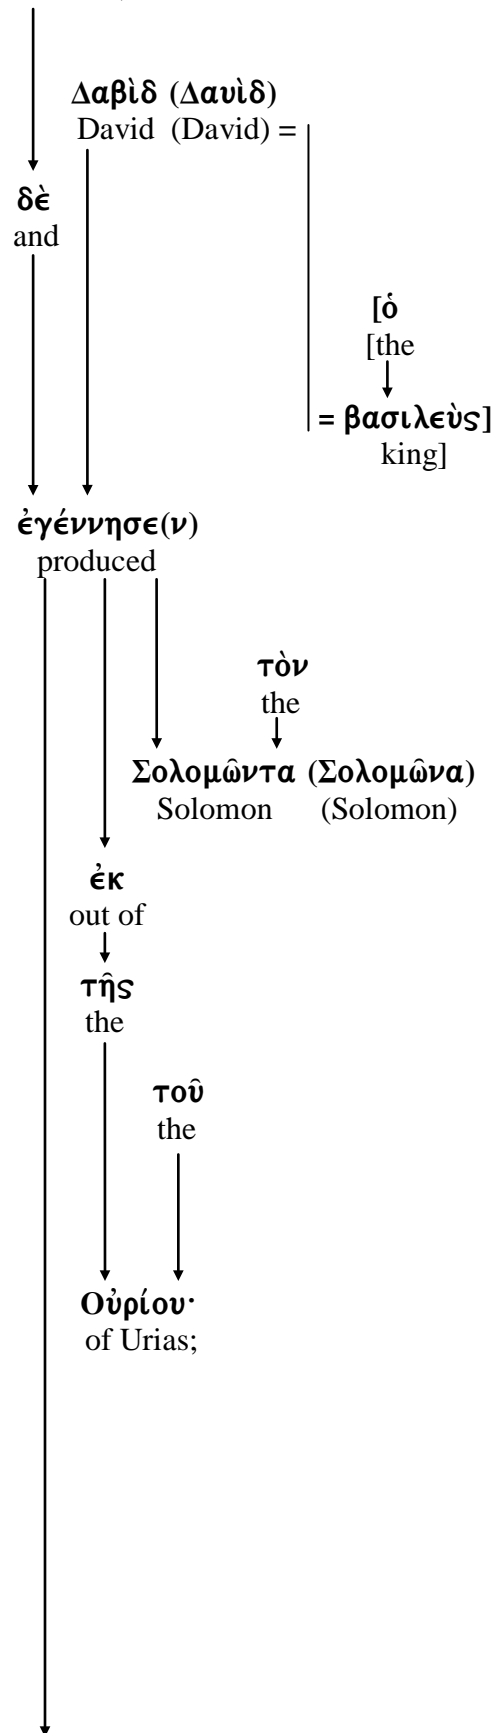 Δαβὶδ (Δαυὶδ)
David (David) =
δὲ
and
[ὁ
[the
= βασιλεὺς]
king]
ἐγέννησε(ν)
produced
τὸν
the
Σολομῶντα (Σολομῶνα)
Solomon (Solomon)
ἐκ
out of
τῆς
the
τοῦ
the
Οὐρίου·
of Urias;